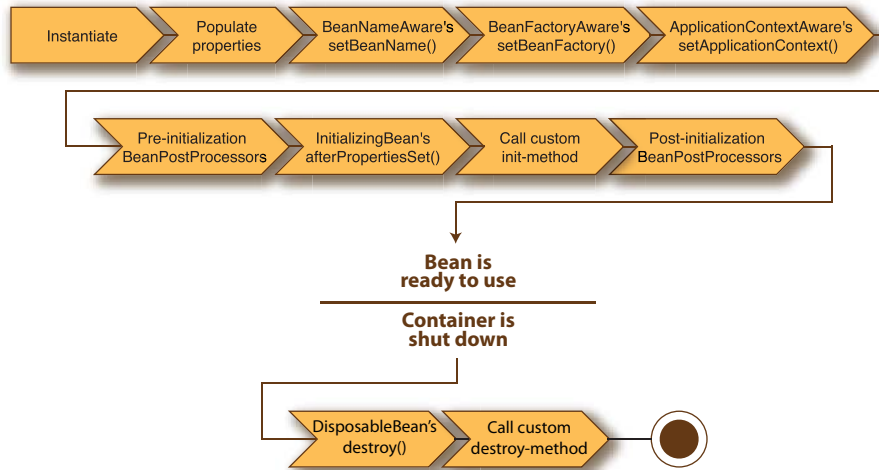 Instantiate
Populate
properties
BeanNameAware's
setBeanName()
BeanFactoryAware's
setBeanFactory()
ApplicationContextAware's
setApplicationContext()
Pre-initialization
BeanPostProcessors
InitializingBean's
afterPropertiesSet()
Call custom
init-method
Post-initialization
BeanPostProcessors
Bean is
ready to use
Container is
shut down
DisposableBean's
destroy()
Call custom
destroy-method